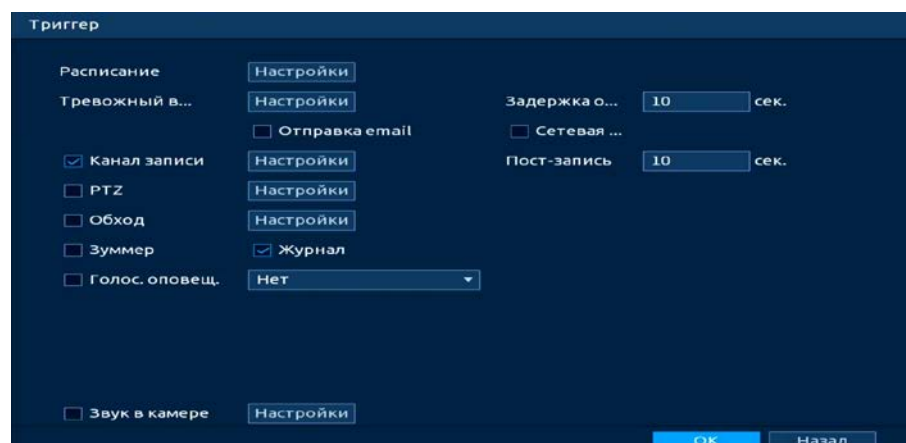 Триггер
Расписание Настройки
Тревожный в... Настройки Задержка о... 10 сек.
Отправка email Сетевая ...
Канал записи Настройки Пост-запись 10 сек.
PTZ Настройки
Обход Настройки
Зуммер Журнал
Голос. оповещ. Нет
Звук в камере Настройки
ОК Назад